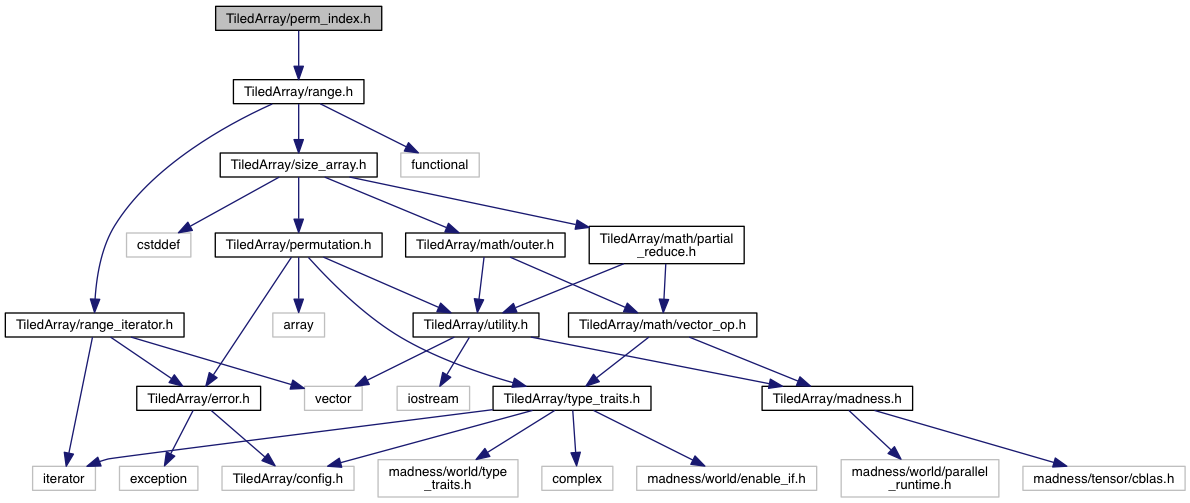 TiledArray/perm_index.h
TiledArray/range.h
TiledArray/size_array.h
functional
cstddef
TiledArray/permutation.h
TiledArray/math/outer.h
TiledArray/math/partial
_reduce.h
TiledArray/range_iterator.h
array
TiledArray/utility.h
TiledArray/math/vector_op.h
TiledArray/error.h
vector
iostream
TiledArray/type_traits.h
TiledArray/madness.h
iterator
exception
TiledArray/config.h
madness/world/type
_traits.h
complex
madness/world/enable_if.h
madness/world/parallel
_runtime.h
madness/tensor/cblas.h